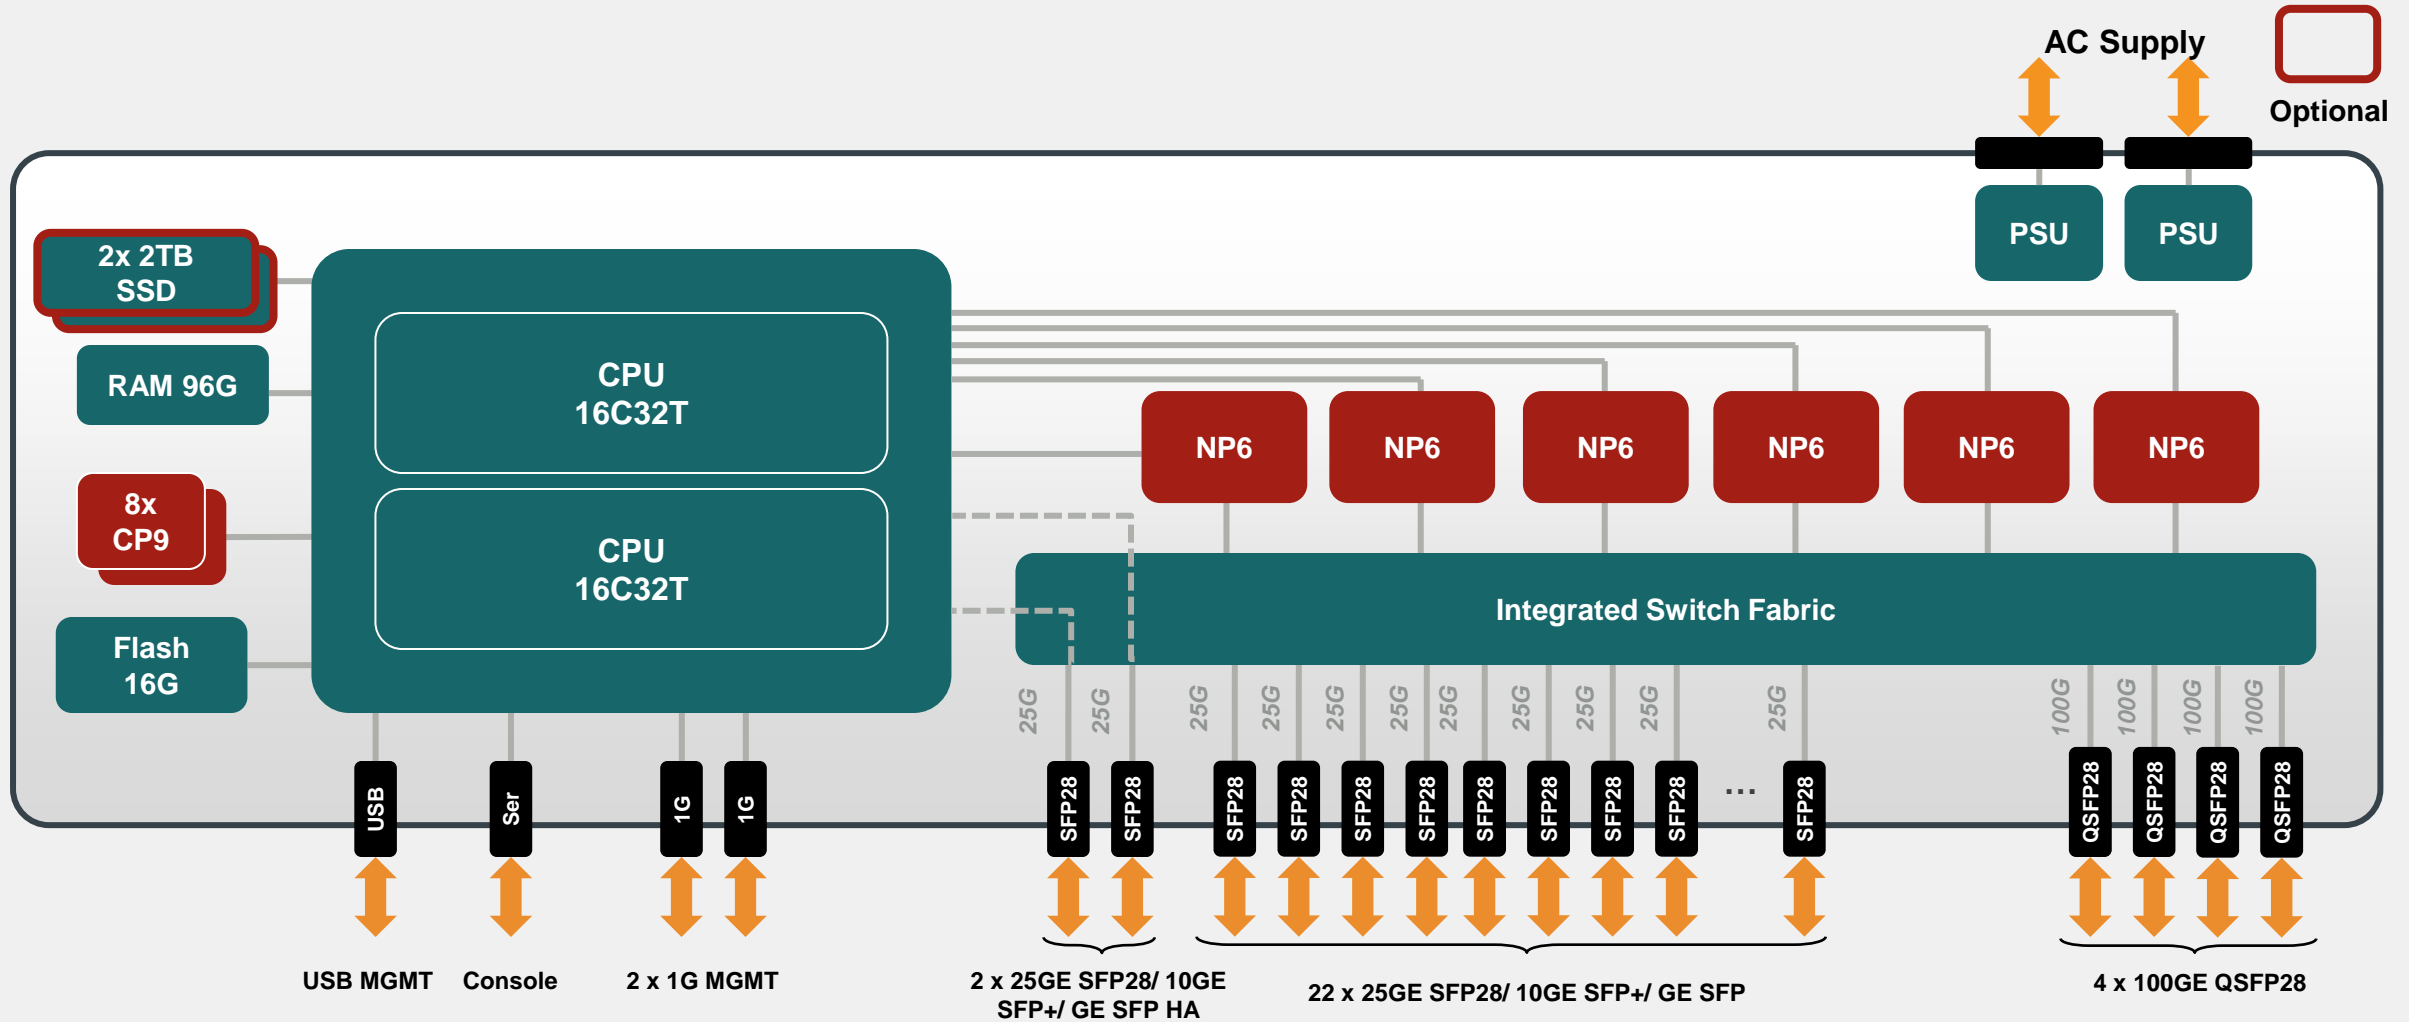 AC Supply
Optional
PSU
PSU
2x 2TB
SSD
RAM 96G
8x
CP9
Flash
16G
CPU
16C32T
CPU
16C32T
NP6
NP6
NP6
NP6
NP6
NP6
Integrated Switch Fabric
25G
25G
25G
25G
25G
25G
25G
25G
25G
25G
25G
100G
100G
100G
100G
USB
Ser
1G
1G
SFP28
SFP28
SFP28
SFP28
SFP28
SFP28
SFP28
SFP28
SFP28
SFP28
...
SFP28
QSFP28
QSFP28
QSFP28
QSFP28
USB MGMT
Console
2 x 1G MGMT
2 x 25GE SFP28/ 10GE
SFP+/ GE SFP HA
22 x 25GE SFP28/ 10GE SFP+/ GE SFP
4 x 100GE QSFP28